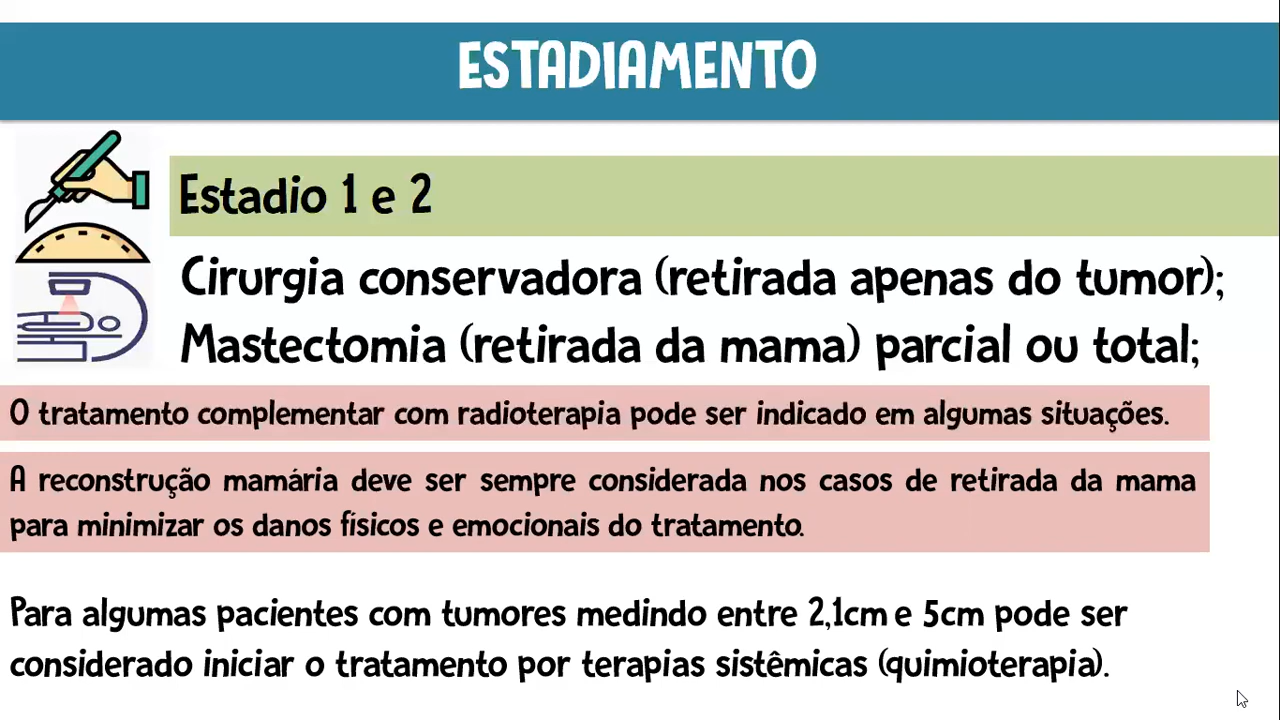 ESTADIAMENTO
Estadio 1 e 2
Cirurgia conservadora (retirada apenas do tumor);
Mastectomia (retirada da mama) parcial ou total;
O tratamento complementar com radioterapia pode ser indicado em algumas situações.
A reconstrução mamária deve ser sempre considerada nos casos de retirada da mama
para minimizar os danos físicos e emocionais do tratamento.
Para algumas pacientes com tumores medindo entre 2,1cm e 5cm pode ser
considerado iniciar o tratamento por terapias sistêmicas (quimioterapia).